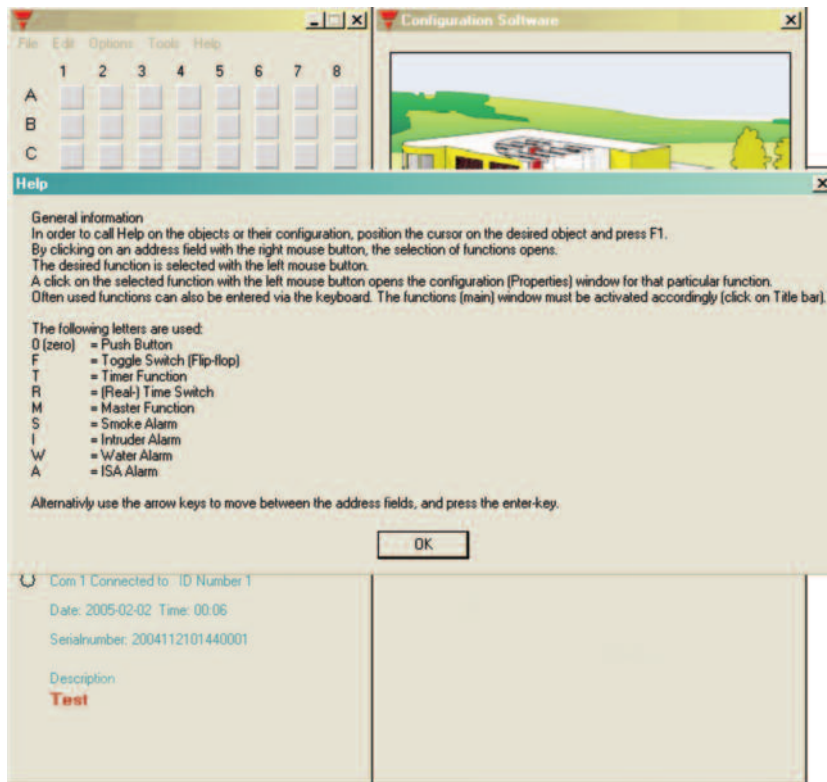 Configuration Software
File Edit Options Tools Help
1 2 3 4 5 6 7 8
A
B
C
Help
General information
In order to call Help on the objects or their configuration, position the cursor on the desired object and press F1.
By clicking on an address field with the right mouse button, the selection of functions opens.
The desired function is selected with the left mouse button.
A click on the selected function with the left mouse button opens the configuration (Properties) window for that particular function.
Often used functions can also be entered via the keyboard. The functions (main) window must be activated accordingly (click on Title bar).
The following letters are used:
0 (zero) = Push Button
F = Toggle Switch (Flip-flop)
T = Timer Function
R = (Real-) Time Switch
M = Master Function
S = Smoke Alarm
I = Intruder Alarm
W = Water Alarm
A = ISA Alarm
Alternativly use the arrow keys to move between the address fields, and press the enter-key.
OK
Com 1 Connected to ID Number 1
Date: 2005-02-02 Time: 00:06
Serialnumber: 2004112101440001
Description
Test